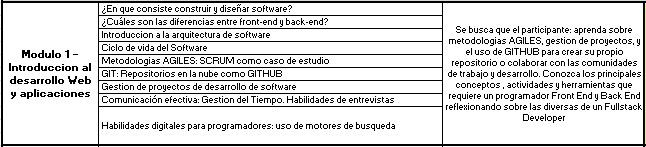 Modulo 1 –
Introduccion al
desarrollo Web
y aplicaciones
¿En que consiste construir y diseñar software?
¿Cuáles son las diferencias entre front-end y back-end?
Introduccion a la arquitectura de software
Ciclo de vida del Software
Metodologias AGILES: SCRUM como caso de estudio
GIT: Repositorios en la nube como GITHUB
Gestion de proyectos de desarrollo de software
Comunicación efectiva: Gestion del Tiempo. Habilidades de entrevistas
Habilidades digitales para programadores: uso de motores de busqueda
Se busca que el participante: aprenda sobre
metodologias AGILES, gestion de proyectos, y
el uso de GITHUB para crear su propio
repositorio o colaborar con las comunidades
de trabajo y desarrollo. Conozca los principales
conceptos , actividades y herramientas que
requiere un programador Front End y Back End
reflexionando sobre las diversas de un Fullstack
Developer